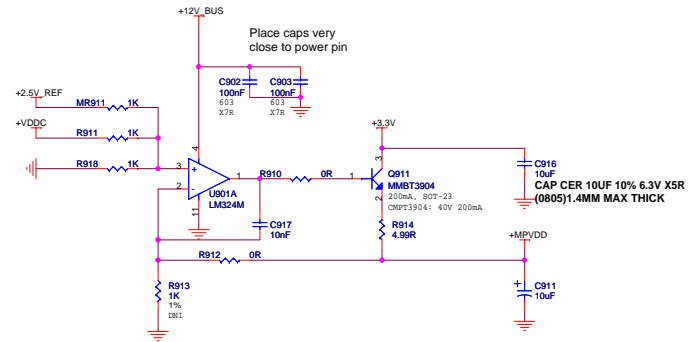 +12V_BUS
Place caps very
close to power pin
C902
100nF
603
X7R
C903
100nF
603
X7R
+2.5V_REF
MR911
1K
+VDDC
R911
1K
R918
1K
4
3
+
2
-
1
11
U901A
LM324M
R910
0R
1
+3.3V
3
Q911
MMBT3904
200mA, SOT-23
CMPT3904: 40V 200mA
2
C916
10uF
CAP CER 10UF 10% 6.3V X5R
(0805)1.4MM MAX THICK
C917
10nF
R914
4.99R
+MPVDD
R912
0R
R913
1K
1%
DNI
+
C911
10uF